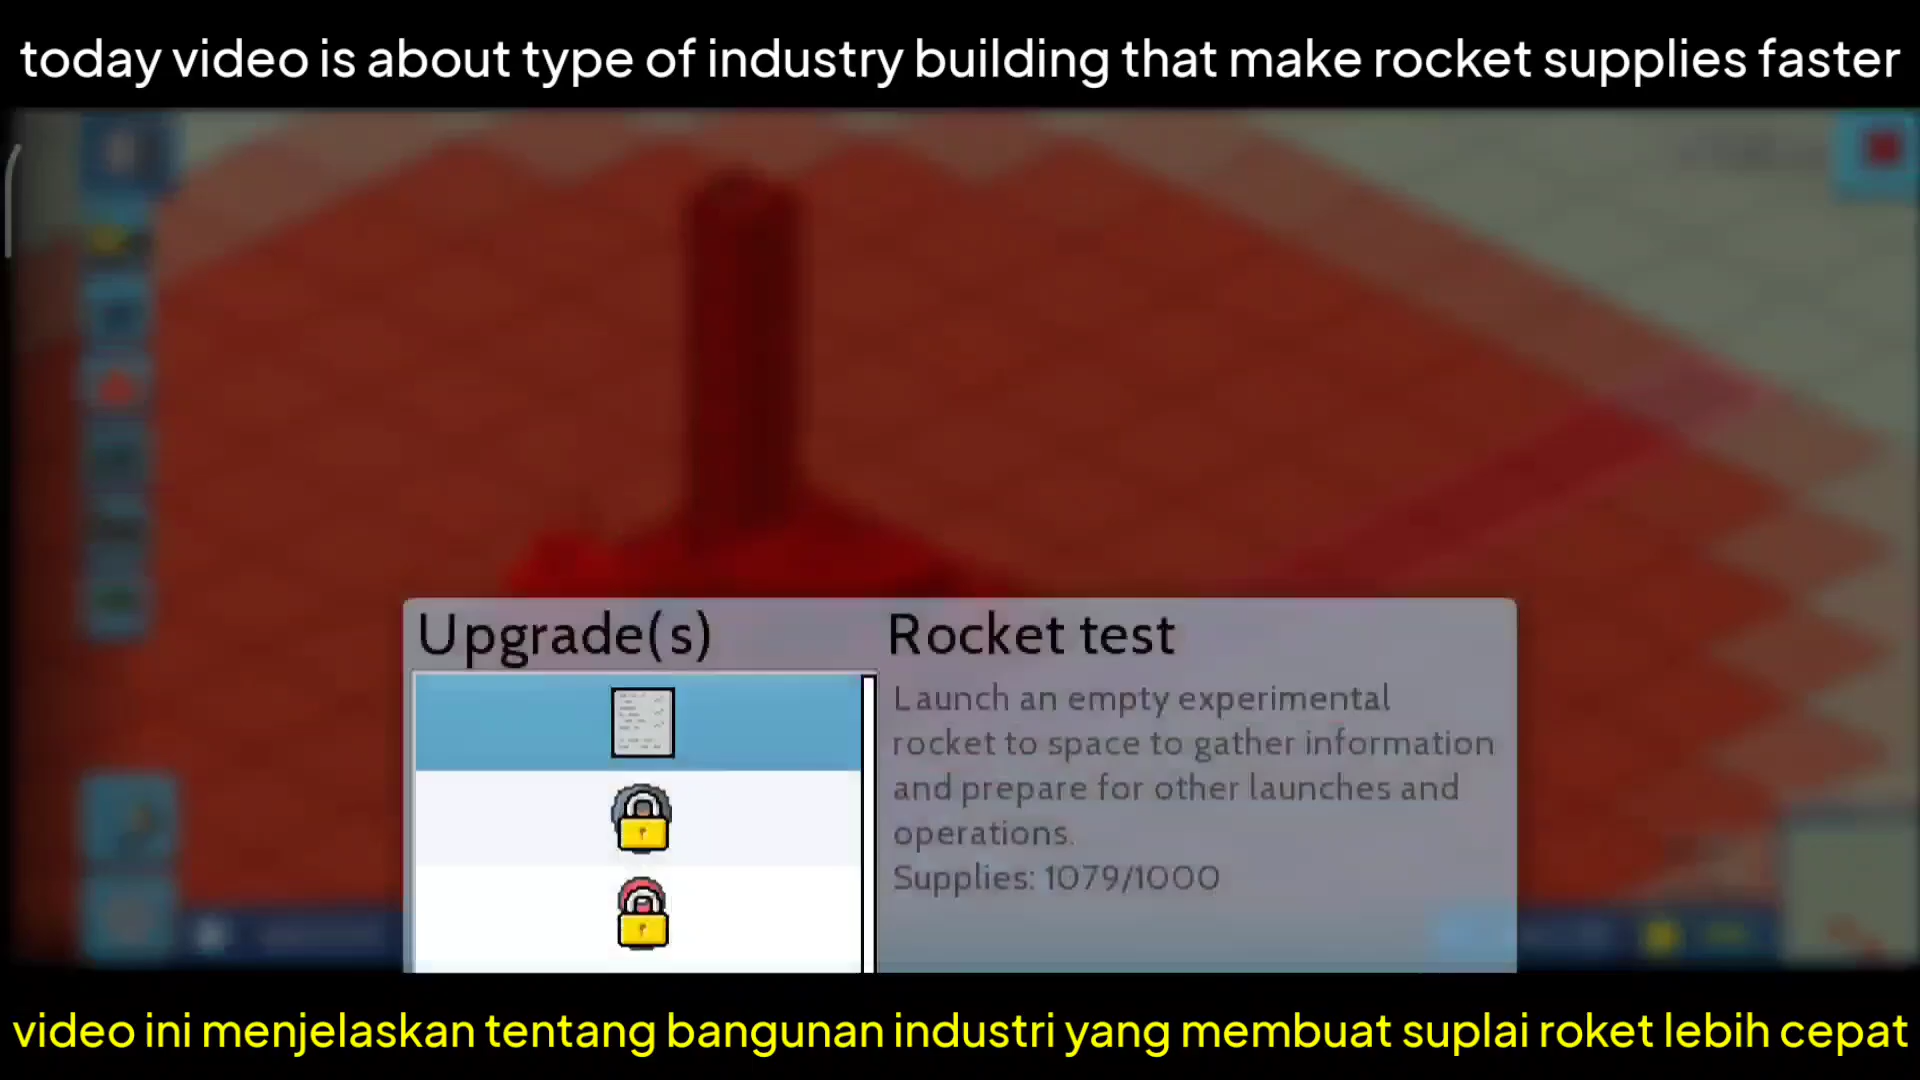 today video is about type of industry building that make rocket supplies faster
Upgrade(s)
Rocket test
Launch an empty experimental
rocket to space to gather information
and prepare for other launches and
operations.
Supplies: 1079/1000
video ini menjelaskan tentang bangunan industri yang membuat suplai roket lebih cepat